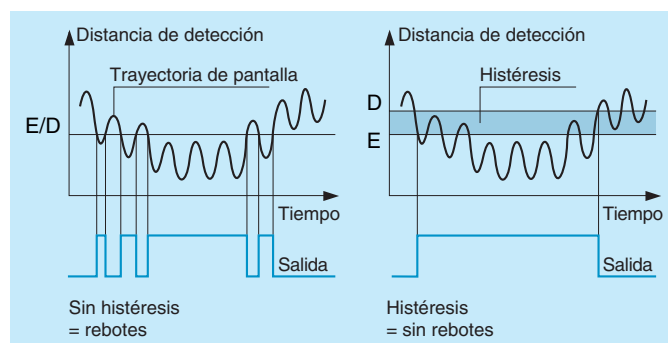 Distancia de detección
Trayectoria de pantalla
E/D
Tiempo
Salida
Sin histéresis
= rebotes
Distancia de detección
Histéresis
D
E
Tiempo
Salida
Histéresis
= sin rebotes